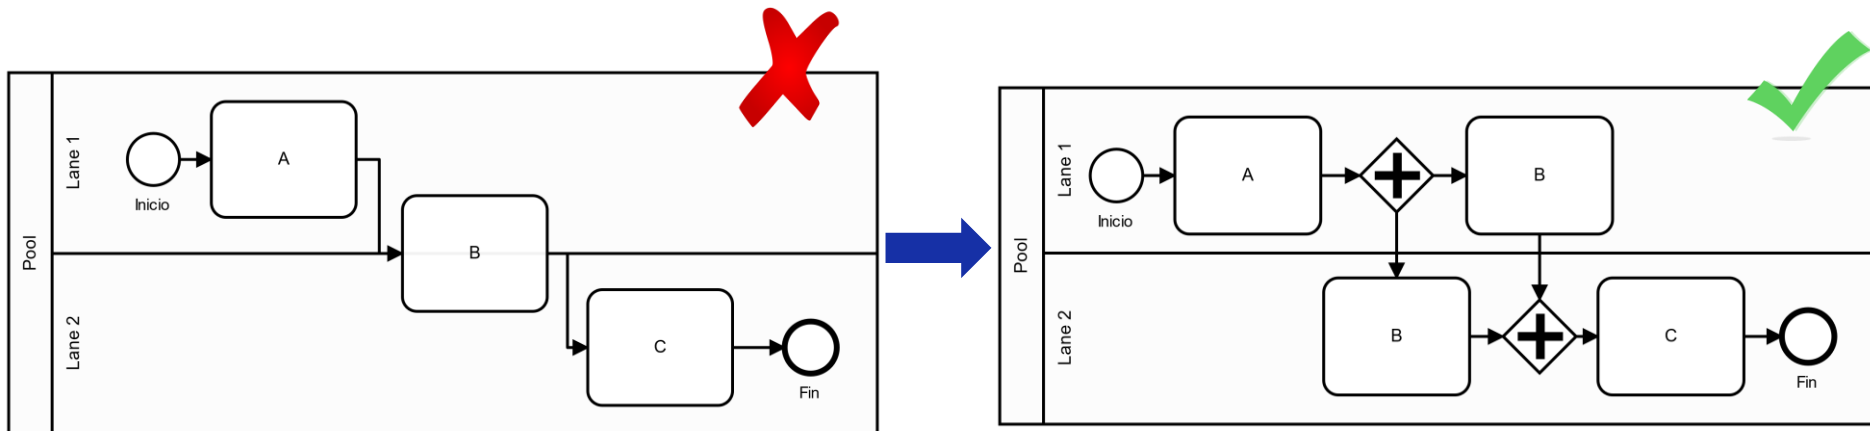 Pool
Lane 1
Lane 2
Inicio
A
B
C
Fin
Pool
Lane 1
Lane 2
Inicio
A
B
B
C
Fin